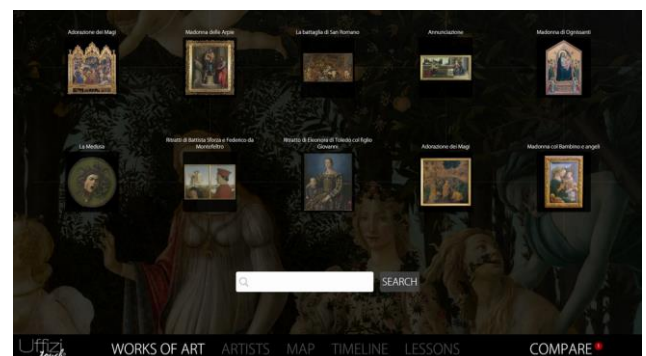 Adorazione dei Magi
Madonna delle Arpie
La battaglia di San Romano
Annunciazione
Madonna di Ognissanti
La Medusa
Ritratti di Battista Sforza e Federico da
Montefeltro
Ritratto di Eleonora di Toledo col figlio
Giovanni
Adorazione dei Magi
Madonna col Bambino e angeli
SEARCH
Uffizi
touch
WORKS OF ART
ARTISTS
MAP
TIMELINE
LESSONS
COMPARE